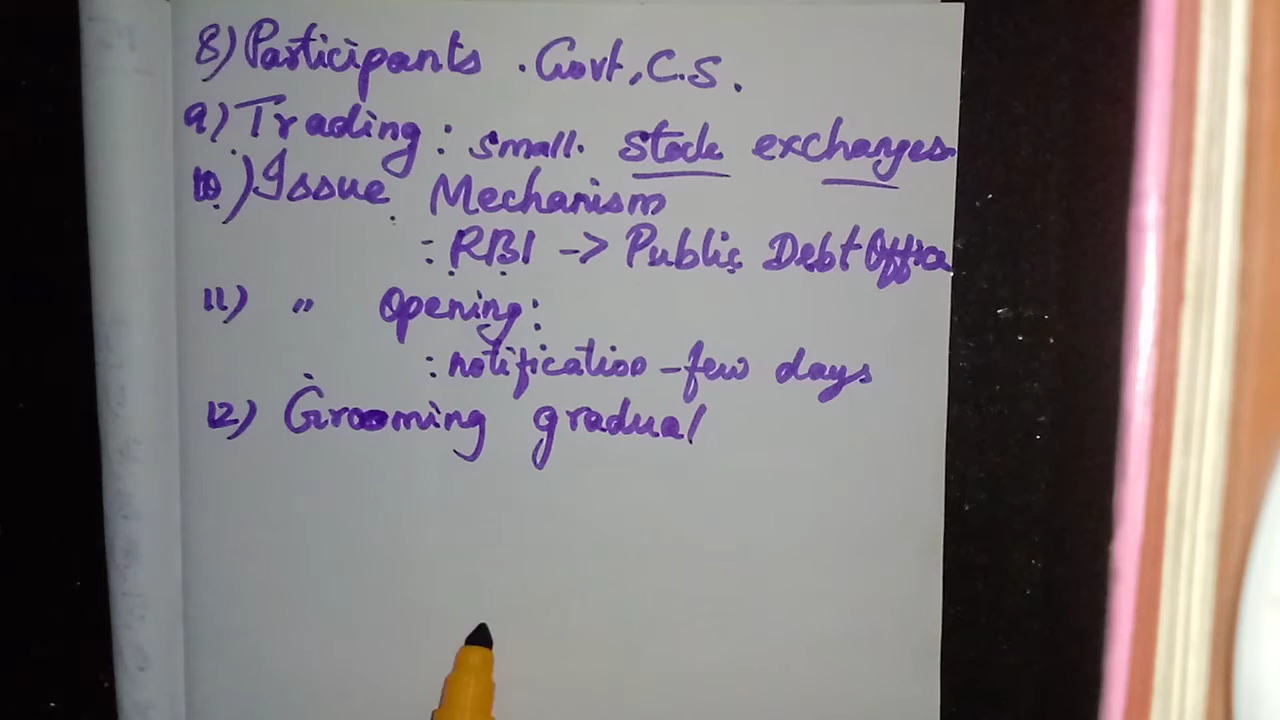 8) Participants . Govt, C.S.
9) Trading : small. stock exchanges.
10) Issue Mechanism
: RBI -> Public Debt Office
11) " Opening:
: notification - few days
12) Grooming gradual